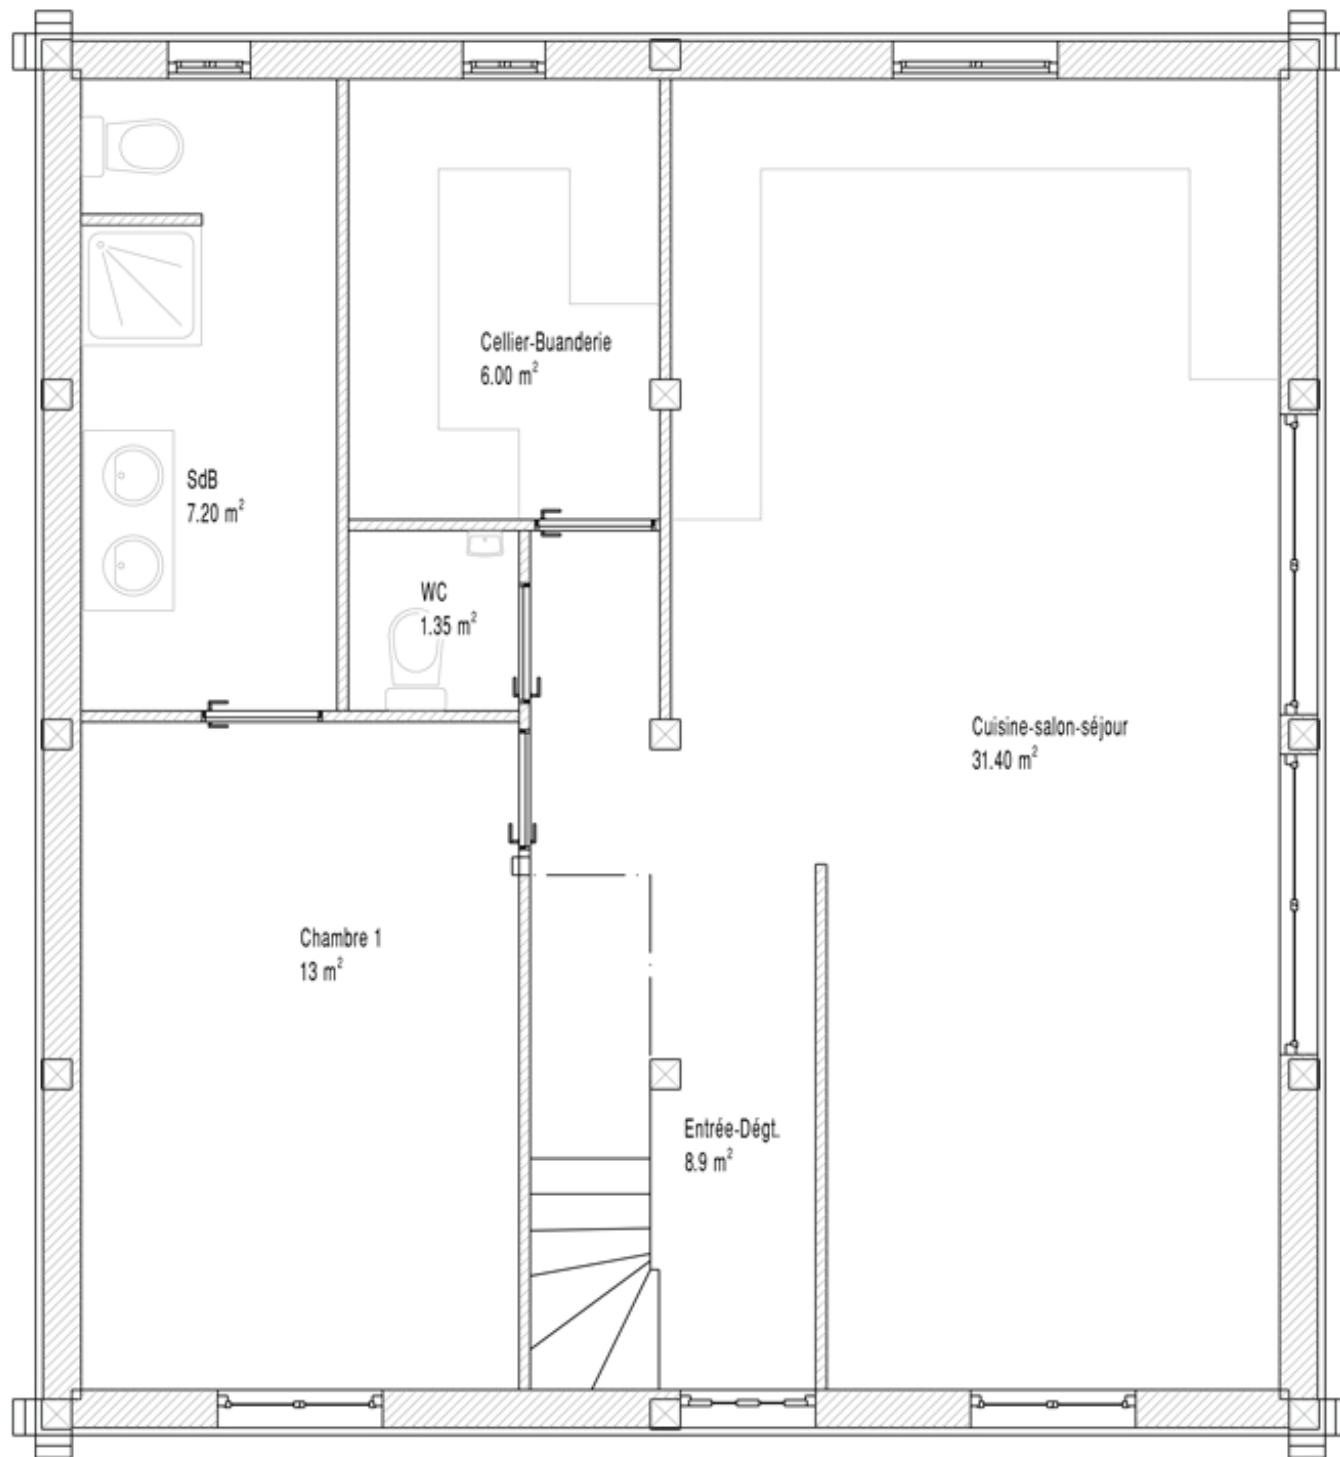 Cellier-Buanderie
6.00 m²
SdB
7.20 m²
WC
1.35 m²
Cuisine-salon-séjour
31.40 m²
Chambre 1
13 m²
Entrée-Dégt.
8.9 m²